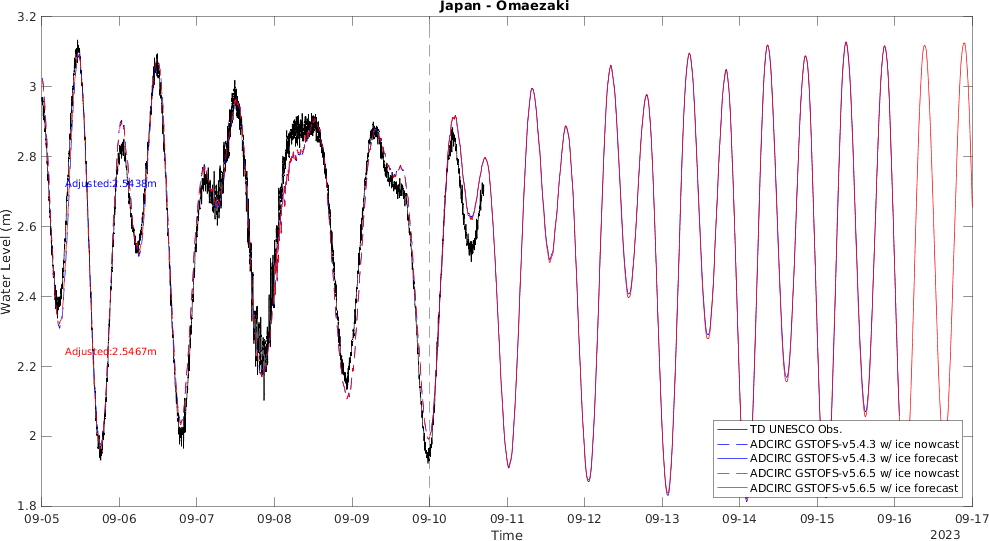 Japan - Omaezaki
3.2
3
2.8
2.6
2.4
2.2
2
1.8
Water Level (m)
Adjusted:2.5438m
Adjusted:2.5467m
TD UNESCO Obs.
ADCIRC GSTOFS-v5.4.3 w/ ice nowcast
ADCIRC GSTOFS-v5.4.3 w/ ice forecast
ADCIRC GSTOFS-v5.6.5 w/ ice nowcast
ADCIRC GSTOFS-v5.6.5 w/ ice forecast
09-05 09-06 09-07 09-08 09-09 09-10 09-11 09-12 09-13 09-14 09-15 09-16 09-17
Time
2023